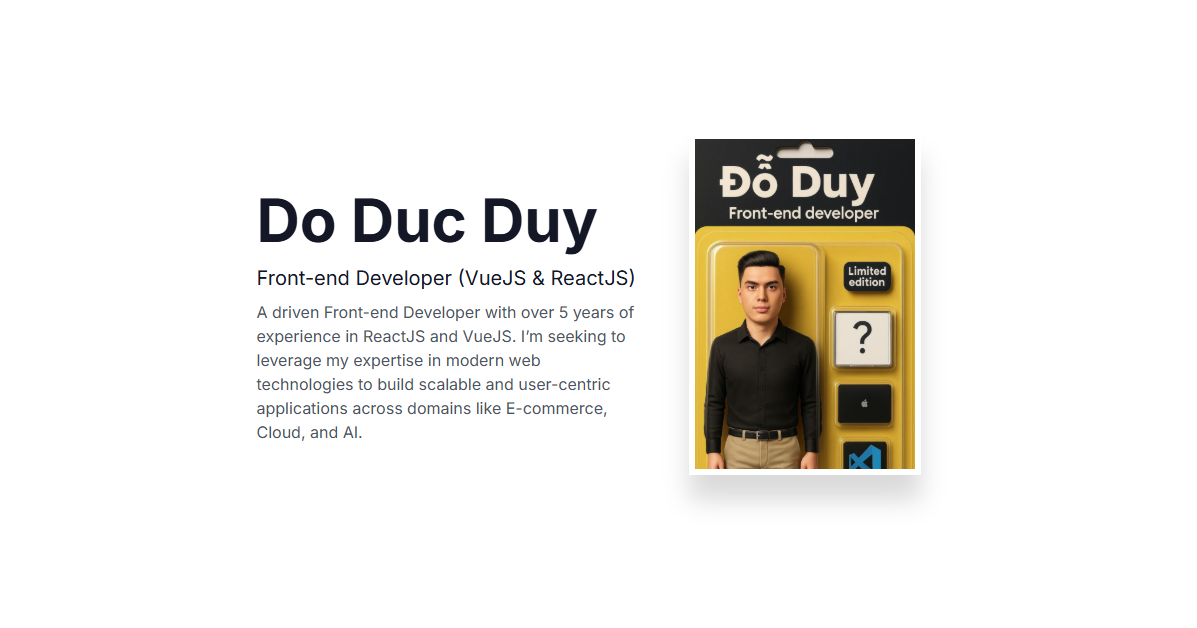 Do Duc Duy
Front-end Developer (VueJS & ReactJS)
A driven Front-end Developer with over 5 years of
experience in ReactJS and VueJS. I’m seeking to
leverage my expertise in modern web
technologies to build scalable and user-centric
applications across domains like E-commerce,
Cloud, and AI.
Đỗ Duy
Front-end developer
Limited
edition
?